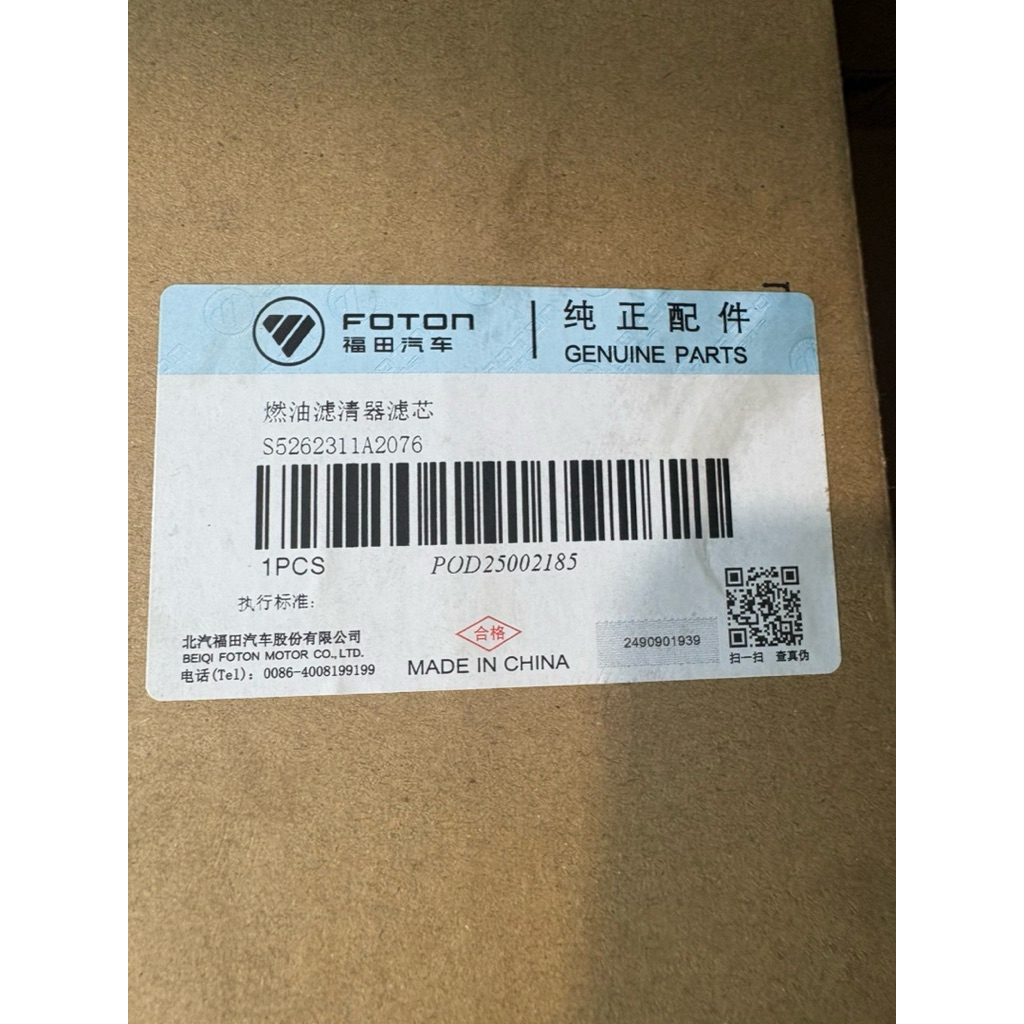 FOTON
福田汽车
纯正配件
GENUINE PARTS
燃油滤清器滤芯
S5262311A2076
1PCS
POD25002185
执行标准：
北汽福田汽车股份有限公司
BEIQI FOTON MOTOR CO.,LTD.
电话(Tel)：0086-4008199199
合格
MADE IN CHINA
2490901939
扫一扫 查真伪